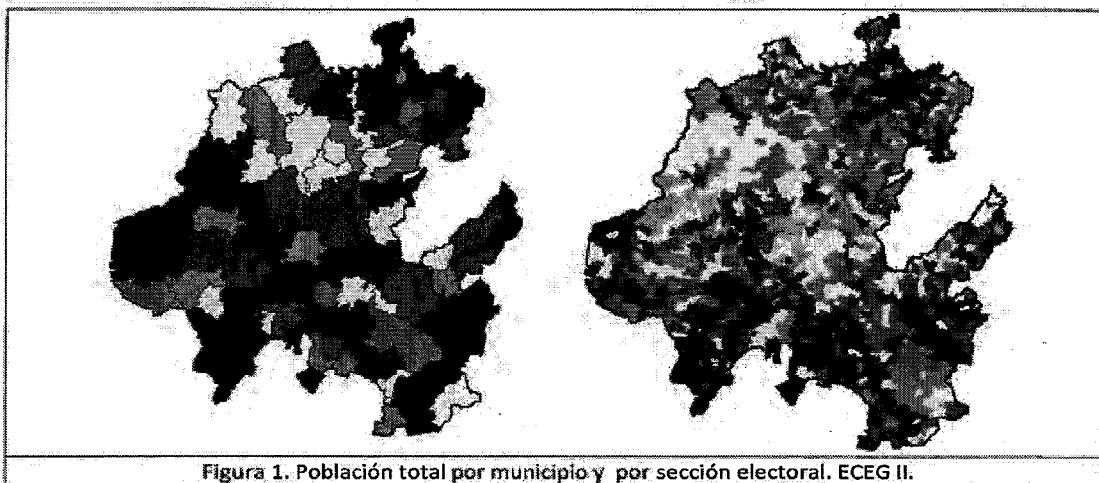 Figura 1. Población total por municipio y por sección electoral. ECEG II.